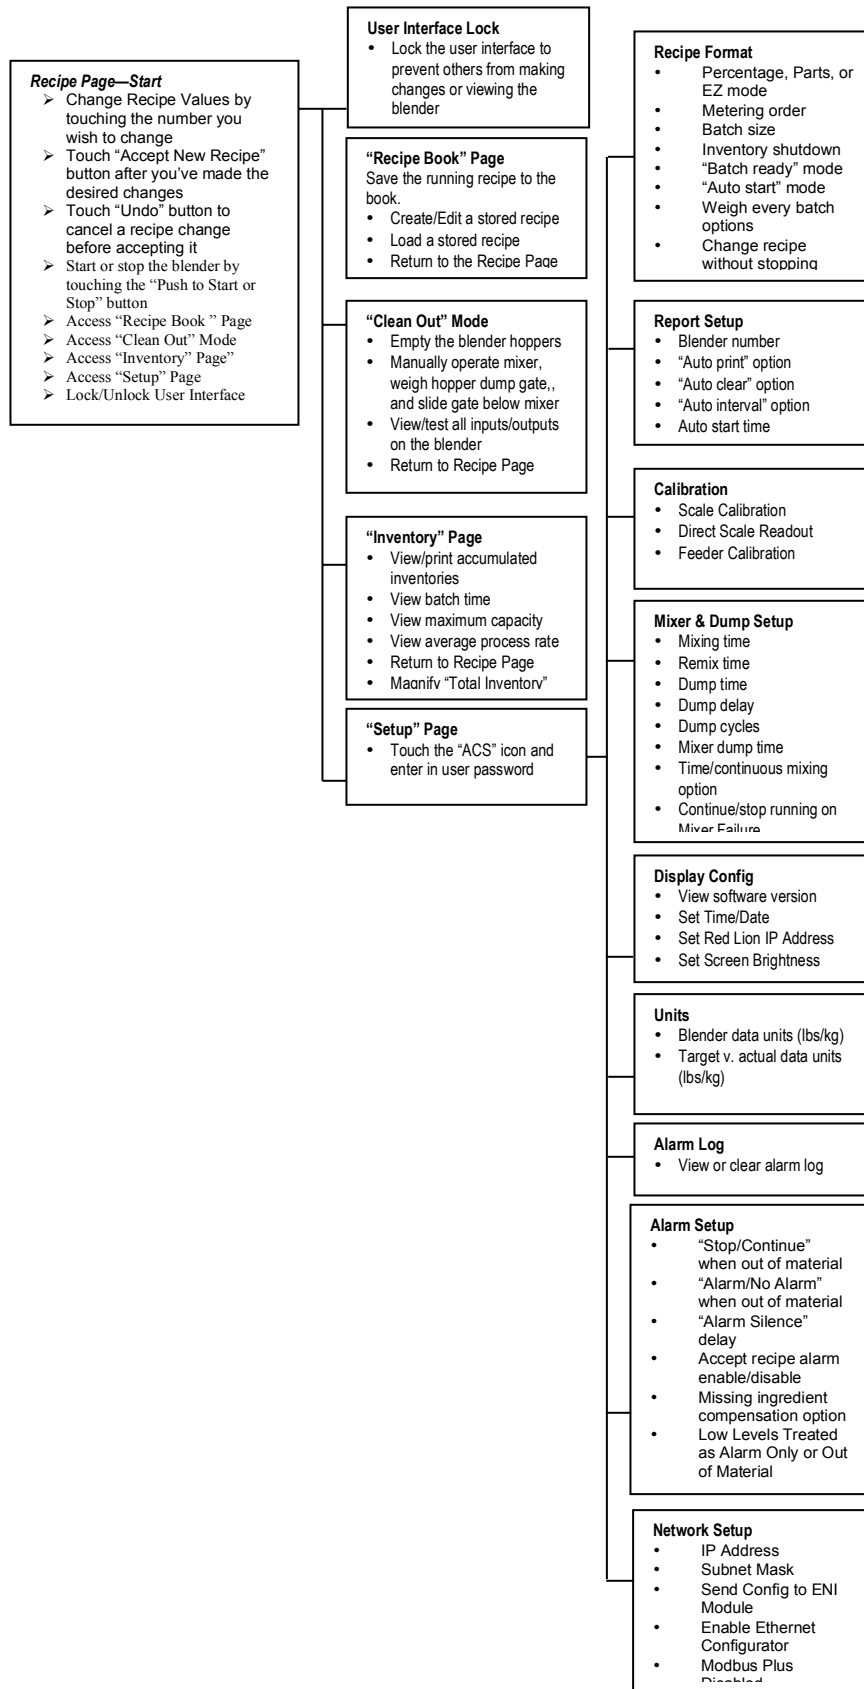 Recipe Page—Start
➢ Change Recipe Values by
touching the number you
wish to change
➢ Touch “Accept New Recipe”
button after you’ve made the
desired changes
➢ Touch “Undo” button to
cancel a recipe change
before accepting it
➢ Start or stop the blender by
touching the “Push to Start or
Stop” button
➢ Access “Recipe Book ” Page
➢ Access “Clean Out” Mode
➢ Access “Inventory” Page”
➢ Access “Setup” Page
➢ Lock/Unlock User Interface
User Interface Lock
• Lock the user interface to
prevent others from making
changes or viewing the
blender
“Recipe Book” Page
Save the running recipe to the
book.
• Create/Edit a stored recipe
• Load a stored recipe
• Return to the Recipe Page
“Clean Out” Mode
• Empty the blender hoppers
• Manually operate mixer,
weigh hopper dump gate,,
and slide gate below mixer
• View/test all inputs/outputs
on the blender
• Return to Recipe Page
“Inventory” Page
• View/print accumulated
inventories
• View batch time
• View maximum capacity
• View average process rate
• Return to Recipe Page
• Magnify “Total Inventory”
“Setup” Page
• Touch the “ACS” icon and
enter in user password
Recipe Format
• Percentage, Parts, or
EZ mode
• Metering order
• Batch size
• Inventory shutdown
• “Batch ready” mode
• “Auto start” mode
• Weigh every batch
options
• Change recipe
without stopping
Report Setup
• Blender number
• “Auto print” option
• “Auto clear” option
• “Auto interval” option
• Auto start time
Calibration
• Scale Calibration
• Direct Scale Readout
• Feeder Calibration
Mixer & Dump Setup
• Mixing time
• Remix time
• Dump time
• Dump delay
• Dump cycles
• Mixer dump time
• Time/continuous mixing
option
• Continue/stop running on
Mixer Failure
Display Config
• View software version
• Set Time/Date
• Set Red Lion IP Address
• Set Screen Brightness
Units
• Blender data units (lbs/kg)
• Target v. actual data units
(lbs/kg)
Alarm Log
• View or clear alarm log
Alarm Setup
• “Stop/Continue”
when out of material
• “Alarm/No Alarm”
when out of material
• “Alarm Silence”
delay
• Accept recipe alarm
enable/disable
• Missing ingredient
compensation option
• Low Levels Treated
as Alarm Only or Out
of Material
Network Setup
• IP Address
• Subnet Mask
• Send Config to ENI
Module
• Enable Ethernet
Configurator
• Modbus Plus
Disabled